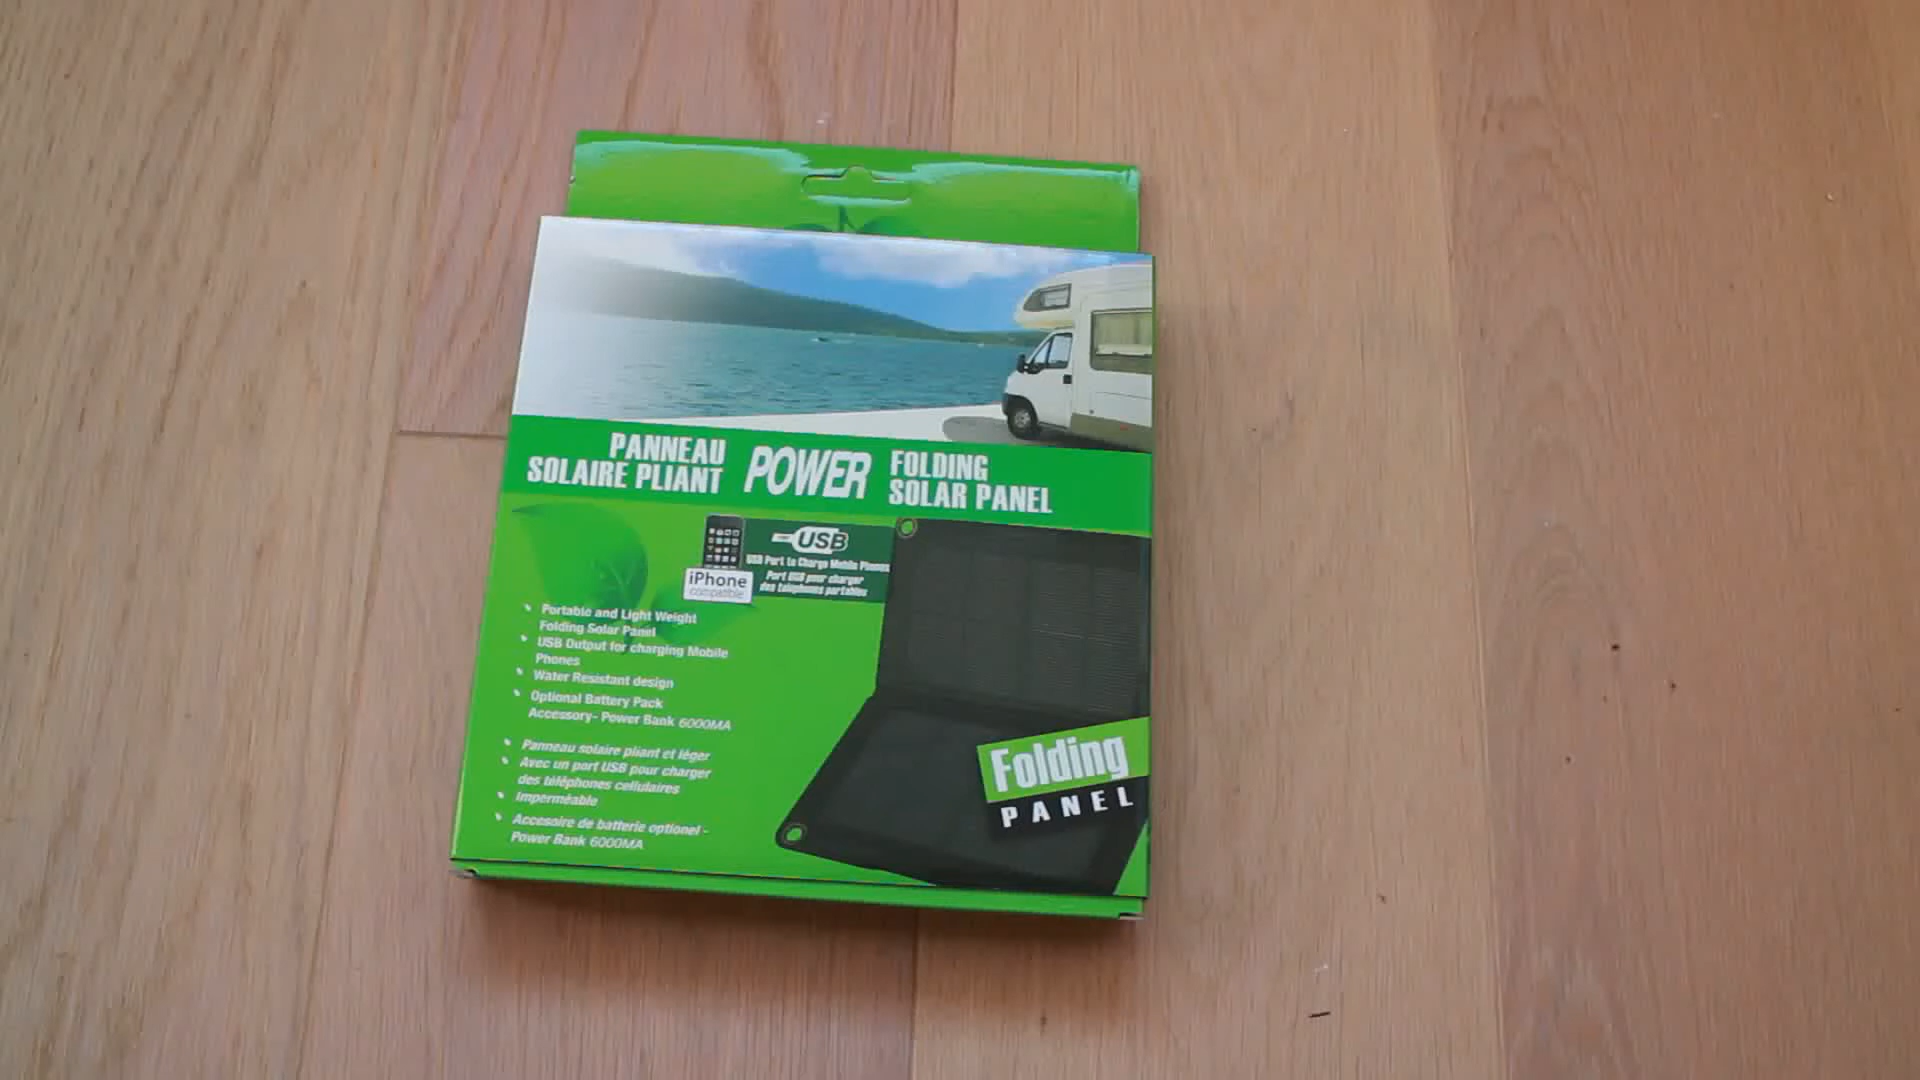 PANNEAU
SOLAIRE PLIANT
POWER
FOLDING
SOLAR PANEL
USB
USB Port to Charge Mobile Phones
Port USB pour charger
des téléphones portables
iPhone
compatible
Portable and Light Weight
Folding Solar Panel
USB Output for charging Mobile
Phones
Water Resistant design
Optional Battery Pack
Accessory- Power Bank 6000MA
Panneau solaire pliant et léger
Avec un port USB pour charger
des téléphones cellulaires
Imperméable
Accesoire de batterie optionel -
Power Bank 6000MA
Folding
PANEL